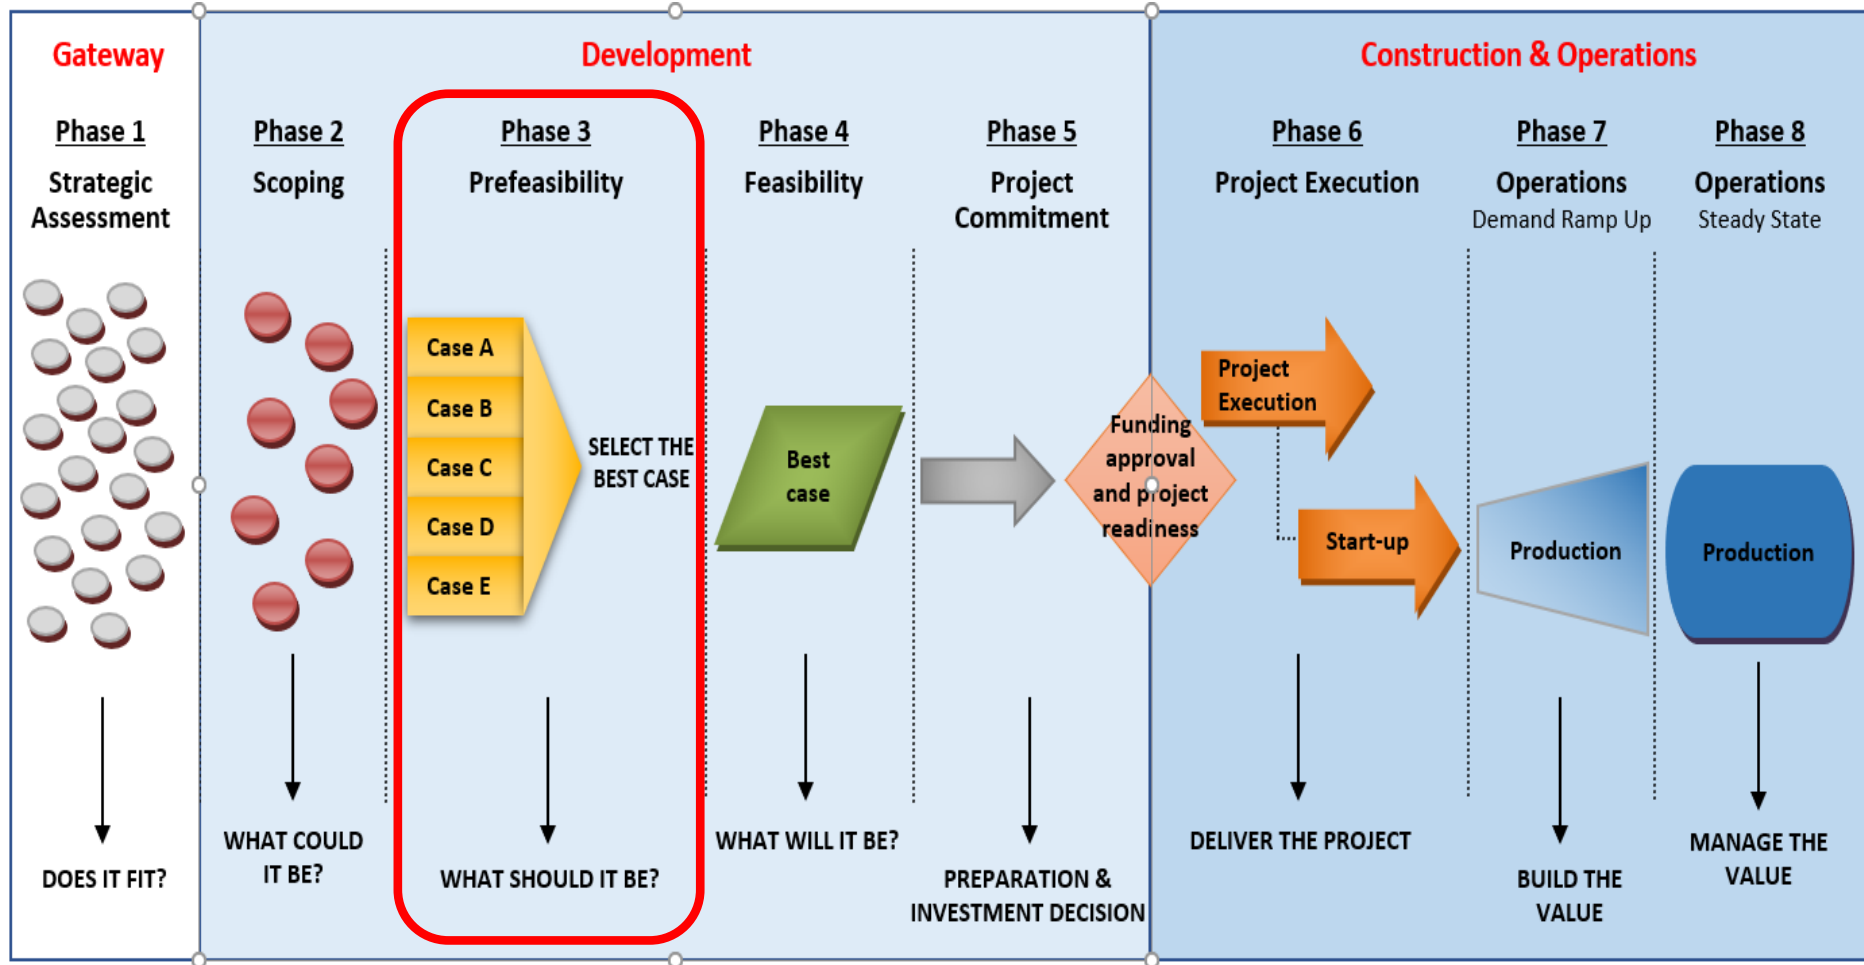 Gateway
Development
Construction & Operations
Phase 1
Strategic
Assessment
Phase 2
Scoping
Phase 3
Prefeasibility
Phase 4
Feasibility
Phase 5
Project
Commitment
Phase 6
Project Execution
Phase 7
Operations
Demand Ramp Up
Phase 8
Operations
Steady State
Case A
Case B
Case C
Case D
Case E
SELECT THE
BEST CASE
Best
case
Funding
approval
and project
readiness
Project
Execution
Start-up
Production
Production
DOES IT FIT?
WHAT COULD
IT BE?
WHAT SHOULD IT BE?
WHAT WILL IT BE?
PREPARATION &
INVESTMENT DECISION
DELIVER THE PROJECT
BUILD THE
VALUE
MANAGE THE
VALUE